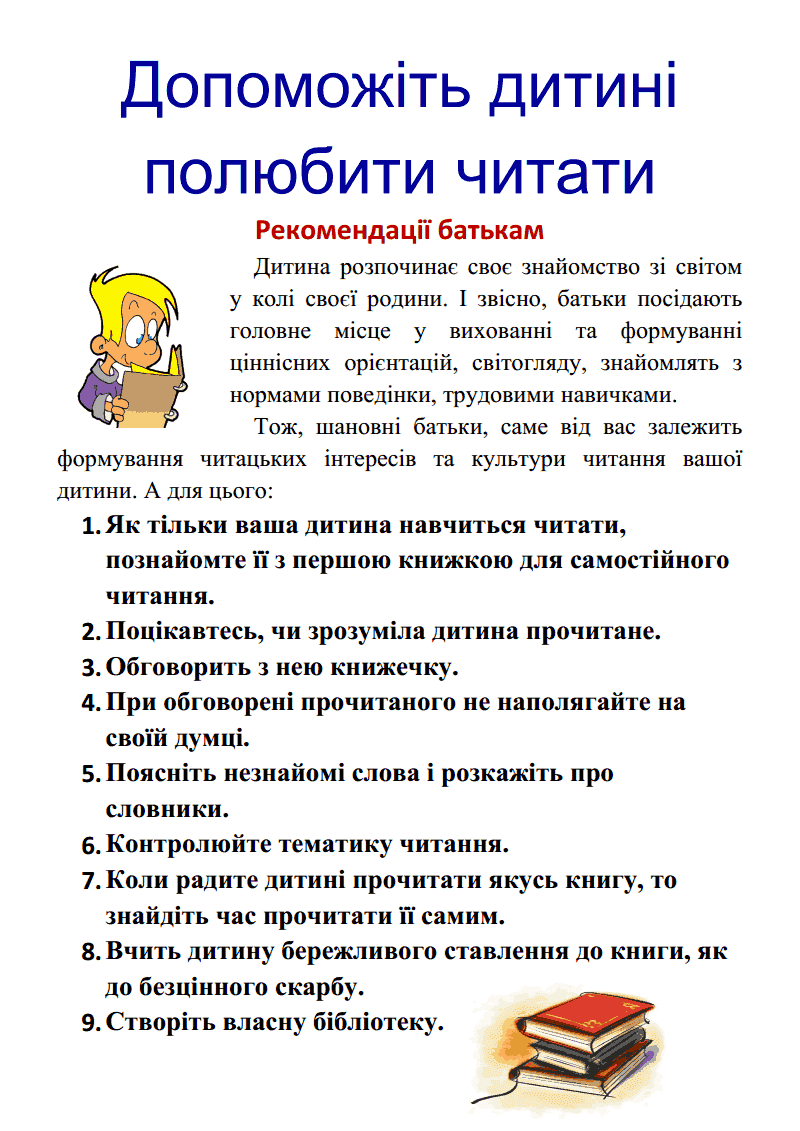 Допоможіть дитині
полюбити читати
Рекомендації батькам
Дитина розпочинає своє знайомство зі світом
у колі своєї родини. І звісно, батьки посідають
головне місце у вихованні та формуванні
ціннісних орієнтацій, світогляду, знайомлять з
нормами поведінки, трудовими навичками.
Тож, шановні батьки, саме від вас залежить
формування читацьких інтересів та культури читання вашої
дитини. А для цього:
1. Як тільки ваша дитина навчиться читати,
познайомте її з першою книжкою для самостійного
читання.
2. Поцікавтесь, чи зрозуміла дитина прочитане.
3. Обговорить з нею книжечку.
4. При обговорені прочитаного не наполягайте на
своїй думці.
5. Поясніть незнайомі слова і розкажіть про
словники.
6. Контролюйте тематику читання.
7. Коли радите дитині прочитати якусь книгу, то
знайдіть час прочитати її самим.
8. Вчить дитину бережливого ставлення до книги, як
до безцінного скарбу.
9. Створіть власну бібліотеку.